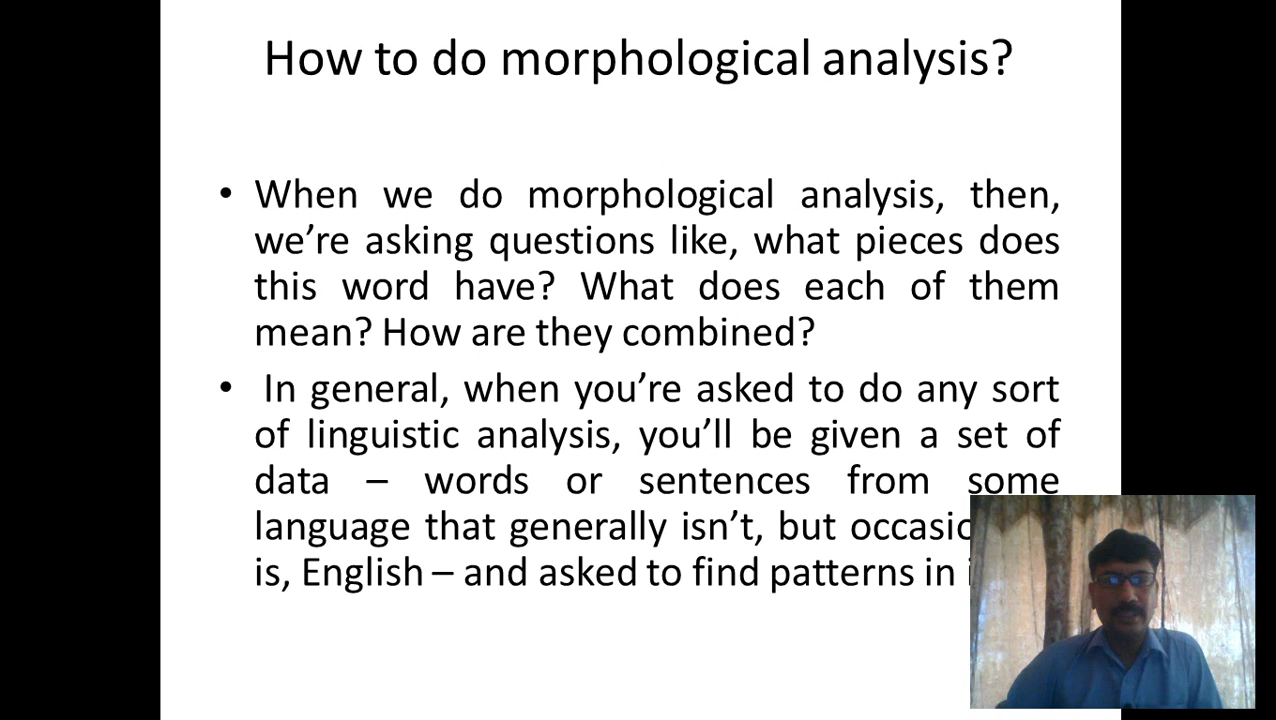 How to do morphological analysis?
• When we do morphological analysis, then,
we’re asking questions like, what pieces does
this word have? What does each of them
mean? How are they combined?
• In general, when you’re asked to do any sort
of linguistic analysis, you’ll be given a set of
data – words or sentences from some
language that generally isn’t, but
is, English – and asked to find patterns in